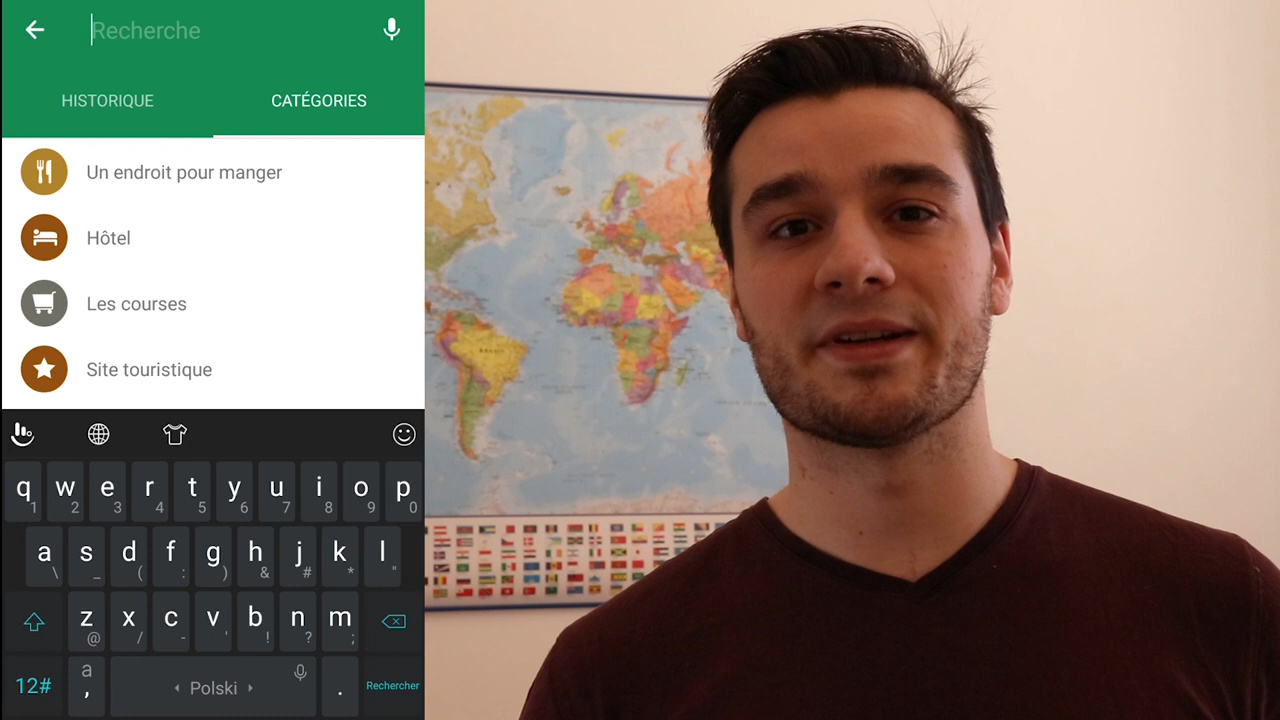 Recherche
HISTORIQUE
CATÉGORIES
Un endroit pour manger
Hôtel
Les courses
Site touristique
q w e r t y u i o p
1 2 3 4 5 6 7 8 9 0
a s d f g h j k l
\ _ ( : ) & # * "
z x c v b n m
@ / - ' ! ? ;
12# a , Polski . Rechercher
BRASIL